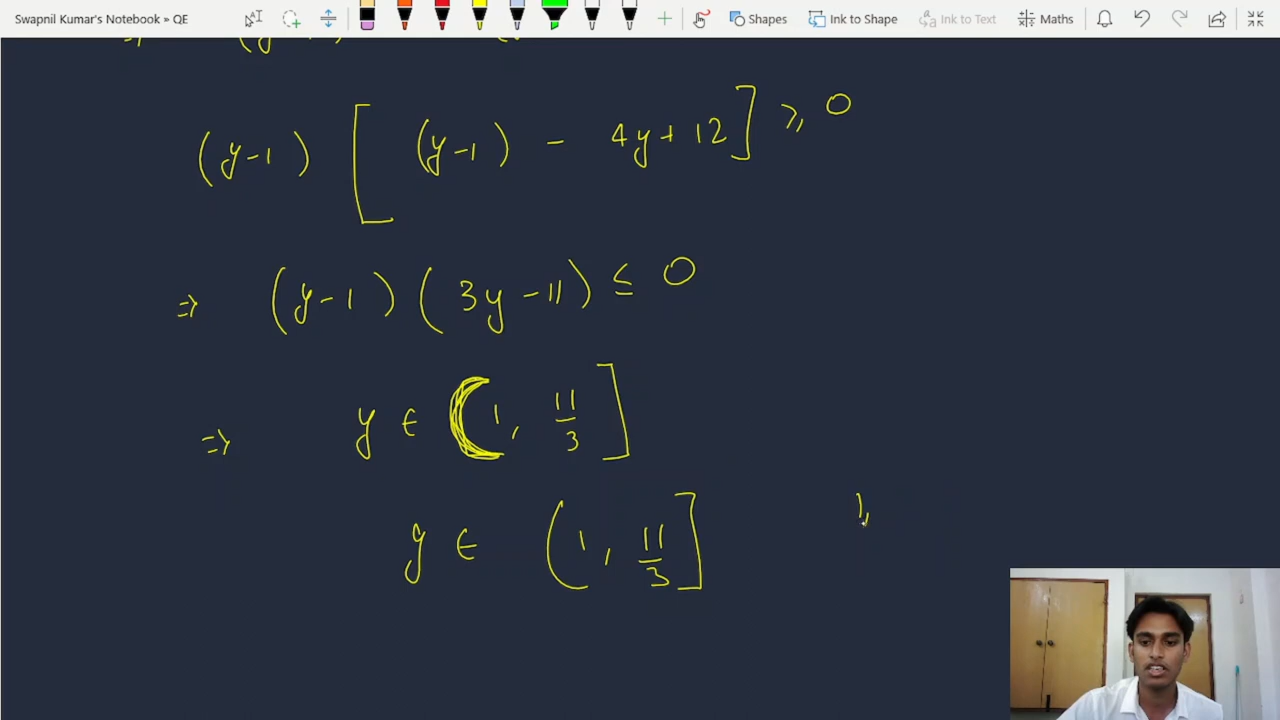 Swapnil Kumar's Notebook » QE
Shapes
Ink to Shape
Ink to Text
Maths
(y-1) [ (y-1) - 4y+12 ] ≥ 0
⇒ (y-1) ( 3y-11 ) ≤ 0
⇒ y ∈ ( 1, 11/3 ]
y ∈ ( 1, 11/3 ]
1,